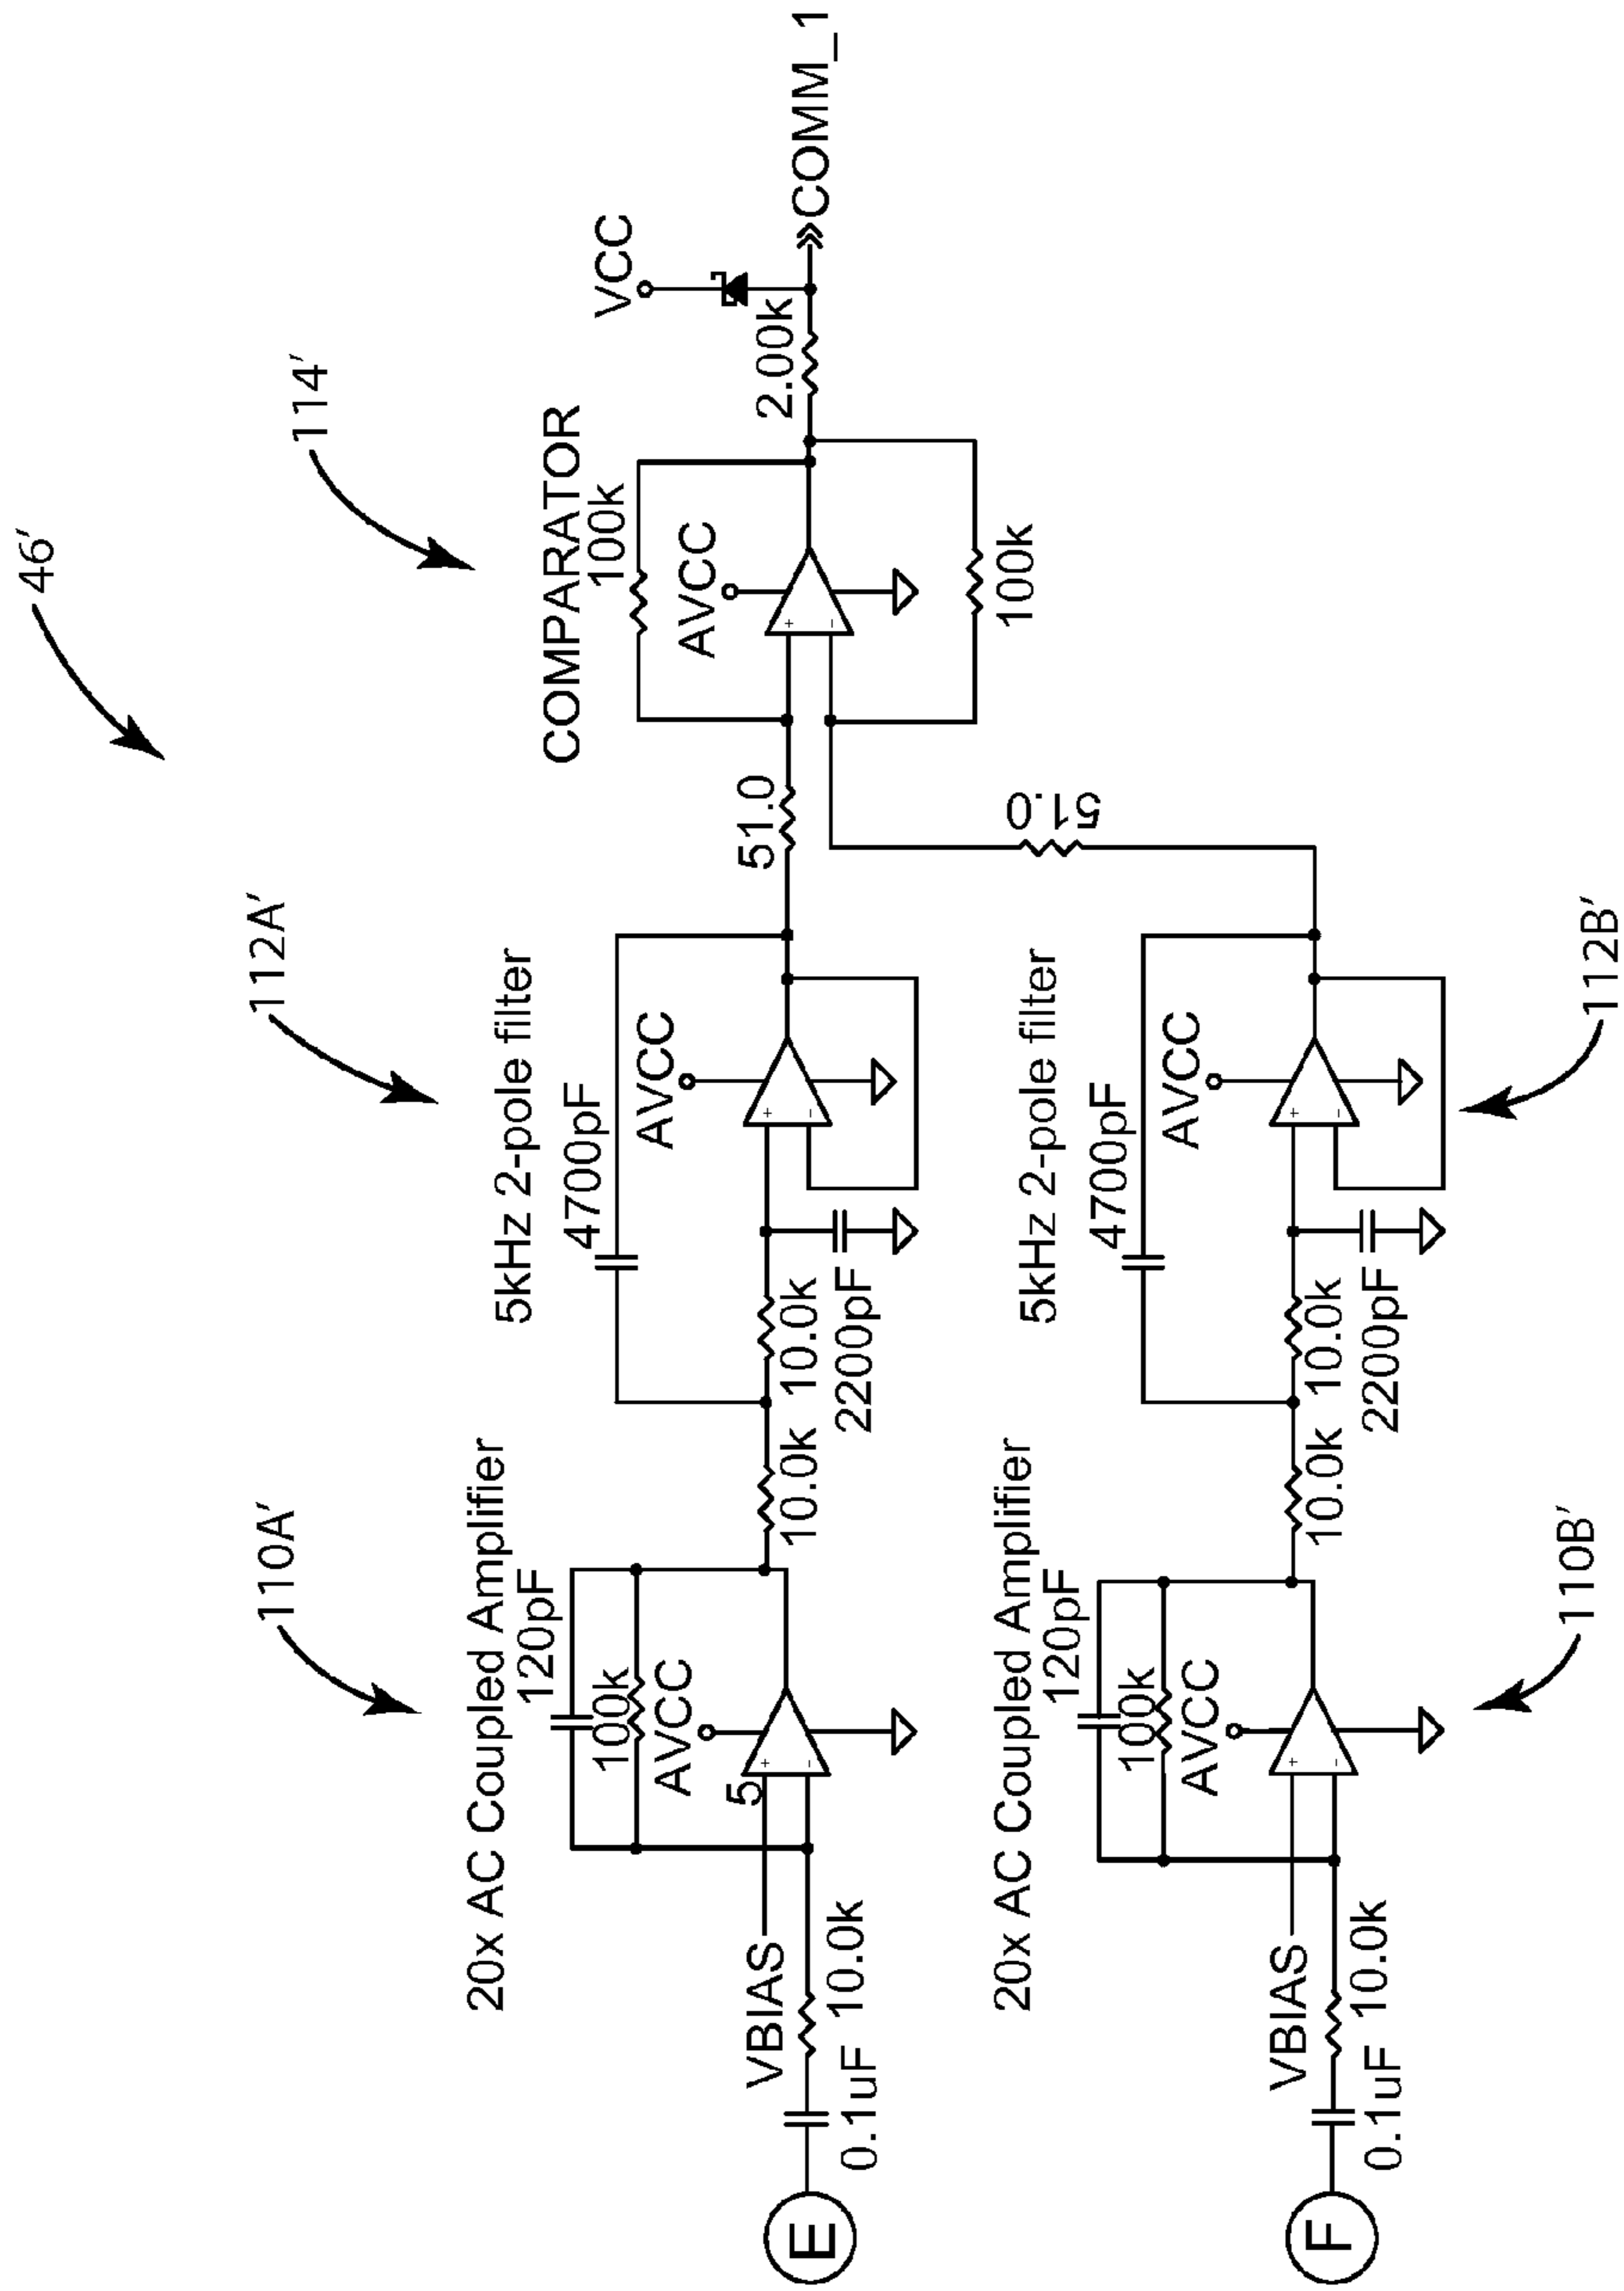 46′
110A′
112A′
114′
20x AC Coupled Amplifier
120pF
100k
AVCC
5
+
-
VBIAS
E
0.1uF
10.0k
10.0k
10.0k
2200pF
5kHz 2-pole filter
4700pF
AVCC
+
-
51.0
COMPARATOR
100k
AVCC
+
-
100k
2.00k
VCC
COMM_1
20x AC Coupled Amplifier
120pF
100k
AVCC
+
-
VBIAS
F
0.1uF
10.0k
10.0k
10.0k
2200pF
5kHz 2-pole filter
4700pF
AVCC
+
-
51.0
110B′
112B′